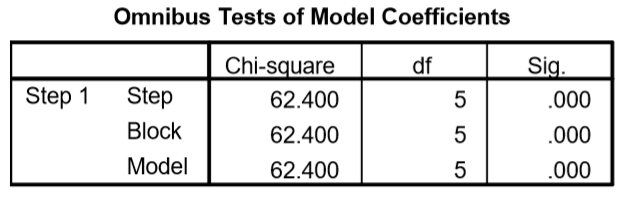 Omnibus Tests of Model Coefficients
Chi-square df Sig.
Step 1 Step 62.400 5 .000
Block 62.400 5 .000
Model 62.400 5 .000